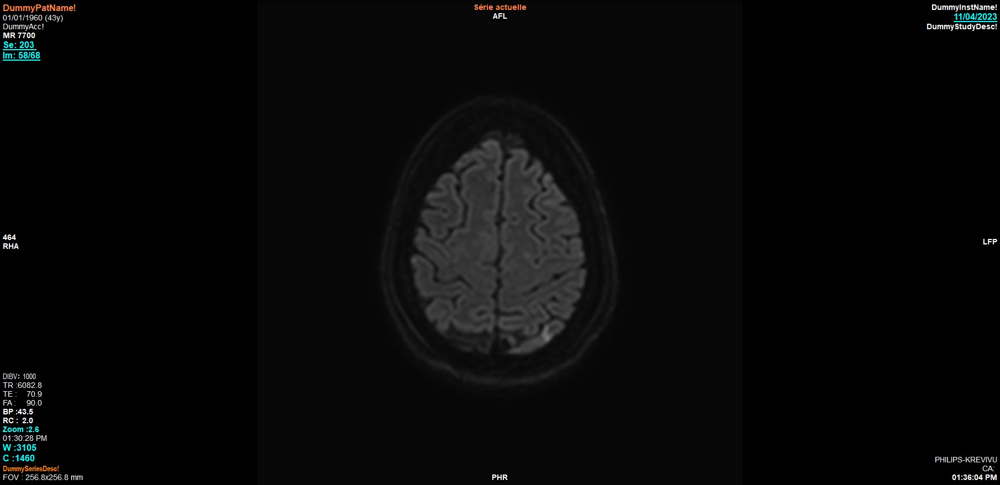 DummyPatName!
01/01/1960 (43y)
DummyAcc!
MR 7700
Se: 203
Im: 58/68
Série actuelle
AFL
DummyInstName!
11/04/2023
DummyStudyDesc!
464
RHA
LFP
DIBV: 1000
TR :6082.8
TE : 70.9
FA : 90.0
BP :43.5
RC : 2.0
Zoom :2.6
01:30:28 PM
W :3105
C :1460
DummySeriesDesc!
FOV : 256.8x256.8 mm
PHR
PHILIPS-KREVIVU
CA:
01:36:04 PM